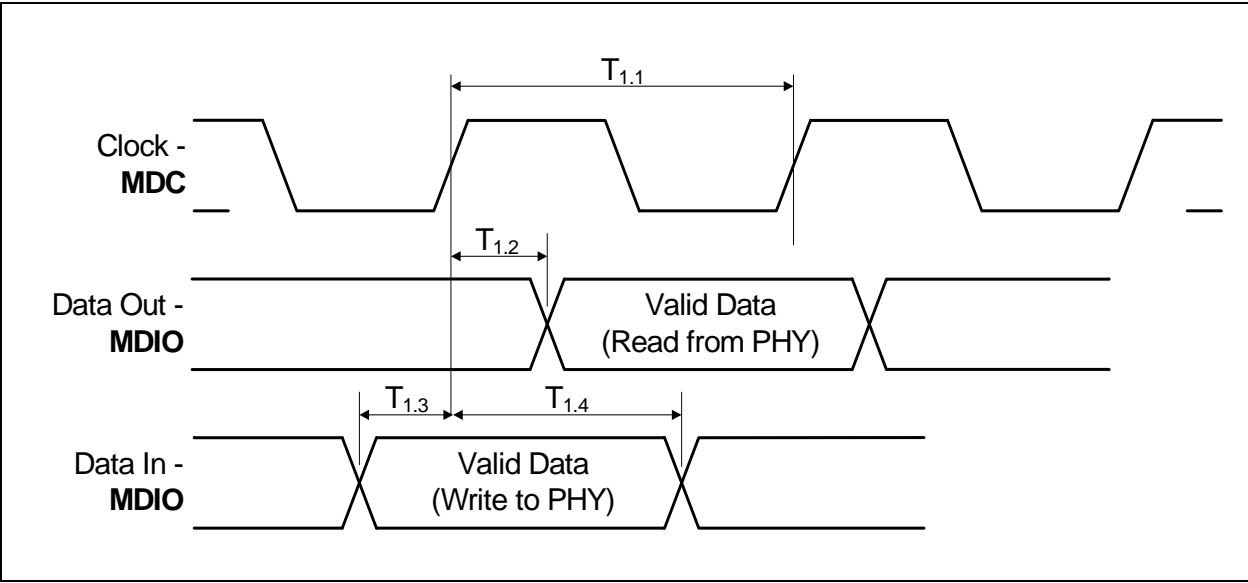 T1.1
Clock -
MDC
T1.2
Data Out -
MDIO
Valid Data
(Read from PHY)
T1.3
T1.4
Data In -
MDIO
Valid Data
(Write to PHY)